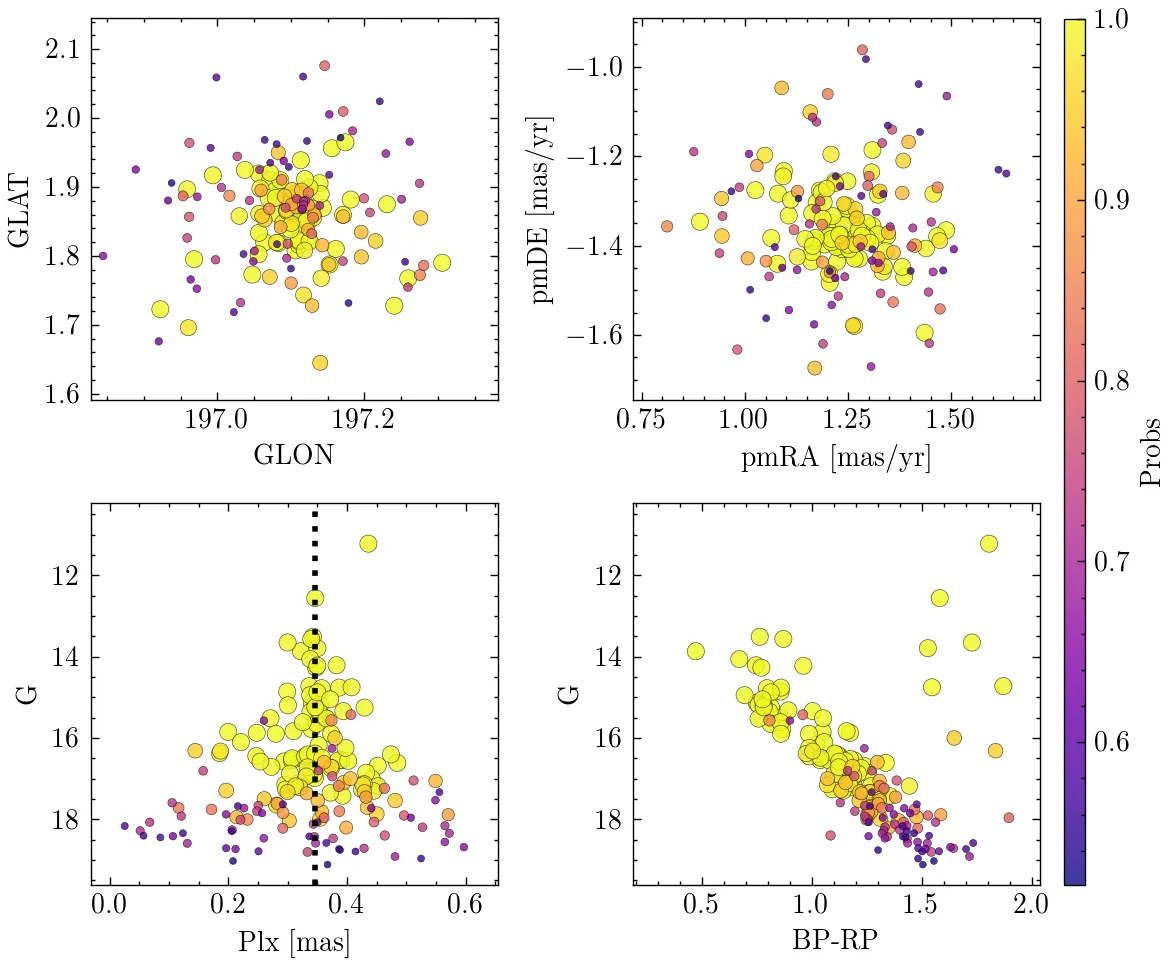 2.1
2.0
1.9
1.8
1.7
1.6
GLAT
197.0 197.2
GLON
−1.0
−1.2
−1.4
−1.6
pmDE [mas/yr]
0.75 1.00 1.25 1.50
pmRA [mas/yr]
12
14
16
18
G
0.0 0.2 0.4 0.6
Plx [mas]
12
14
16
18
G
0.5 1.0 1.5 2.0
BP-RP
1.0
0.9
0.8
0.7
0.6
Probs